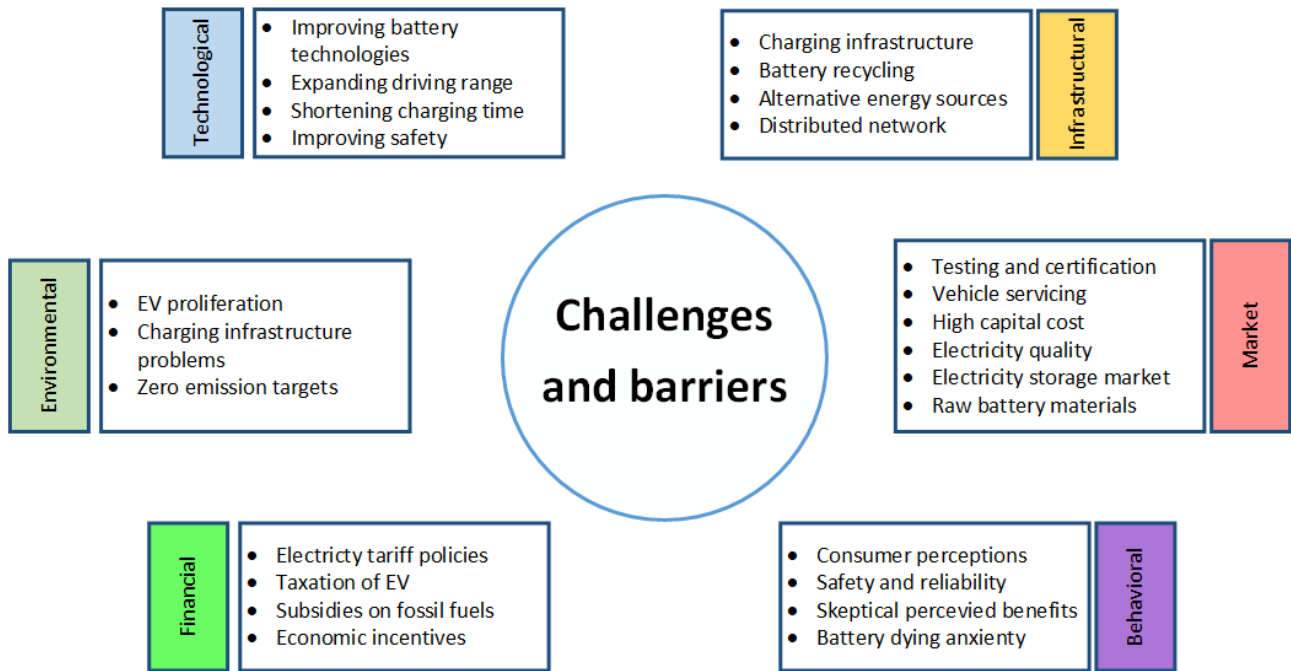 Technological
• Improving battery
technologies
• Expanding driving range
• Shortening charging time
• Improving safety
• Charging infrastructure
• Battery recycling
• Alternative energy sources
• Distributed network
Infrastructural
Environmental
• EV proliferation
• Charging infrastructure
problems
• Zero emission targets
Challenges
and barriers
• Testing and certification
• Vehicle servicing
• High capital cost
• Electricity quality
• Electricity storage market
• Raw battery materials
Market
Financial
• Electricty tariff policies
• Taxation of EV
• Subsidies on fossil fuels
• Economic incentives
• Consumer perceptions
• Safety and reliability
• Skeptical percevied benefits
• Battery dying anxienty
Behavioral